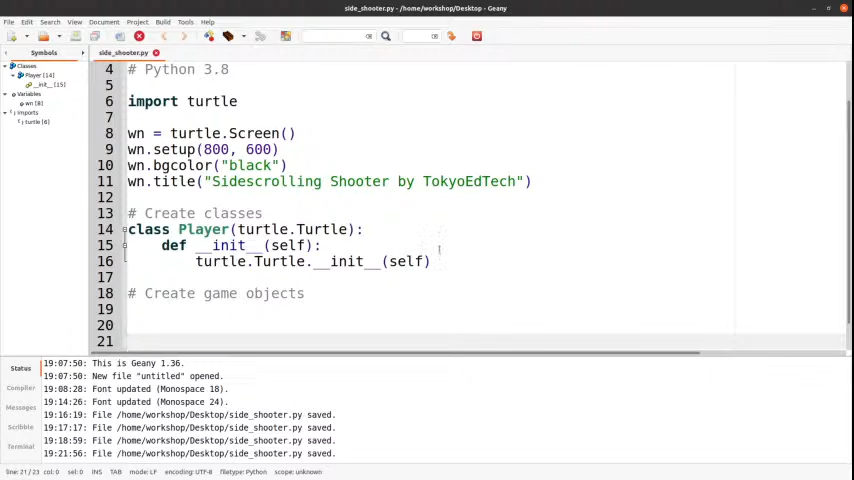 side_shooter.py - /home/workshop/Desktop - Geany
File Edit Search View Document Project Build Tools Help
Symbols
side_shooter.py
Classes
Player [14]
__init__ [15]
Variables
wn [8]
Imports
turtle [6]
4 # Python 3.8
5
6 import turtle
7
8 wn = turtle.Screen()
9 wn.setup(800, 600)
10 wn.bgcolor("black")
11 wn.title("Sidescrolling Shooter by TokyoEdTech")
12
13 # Create classes
14 class Player(turtle.Turtle):
15 def __init__(self):
16 turtle.Turtle.__init__(self)
17
18 # Create game objects
19
20
21
Status
Compiler
Messages
Scribble
Terminal
19:07:50: This is Geany 1.36.
19:07:50: New file "untitled" opened.
19:08:28: Font updated (Monospace 18).
19:14:26: Font updated (Monospace 24).
19:16:19: File /home/workshop/Desktop/side_shooter.py saved.
19:17:17: File /home/workshop/Desktop/side_shooter.py saved.
19:18:59: File /home/workshop/Desktop/side_shooter.py saved.
19:21:56: File /home/workshop/Desktop/side_shooter.py saved.
line: 21 / 23 col: 0 sel: 0 INS TAB mode: LF encoding: UTF-8 filetype: Python scope: unknown